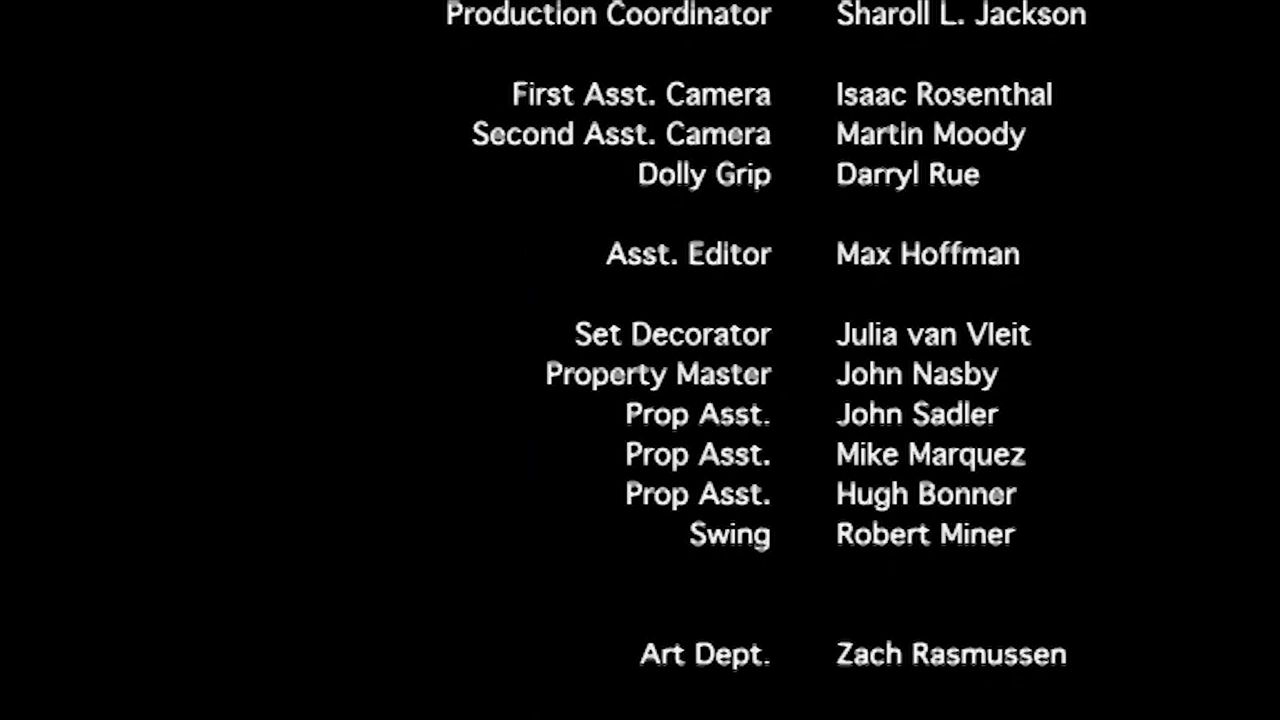 Production Coordinator Sharoll L. Jackson
First Asst. Camera Isaac Rosenthal
Second Asst. Camera Martin Moody
Dolly Grip Darryl Rue
Asst. Editor Max Hoffman
Set Decorator Julia van Vleit
Property Master John Nasby
Prop Asst. John Sadler
Prop Asst. Mike Marquez
Prop Asst. Hugh Bonner
Swing Robert Miner
Art Dept. Zach Rasmussen